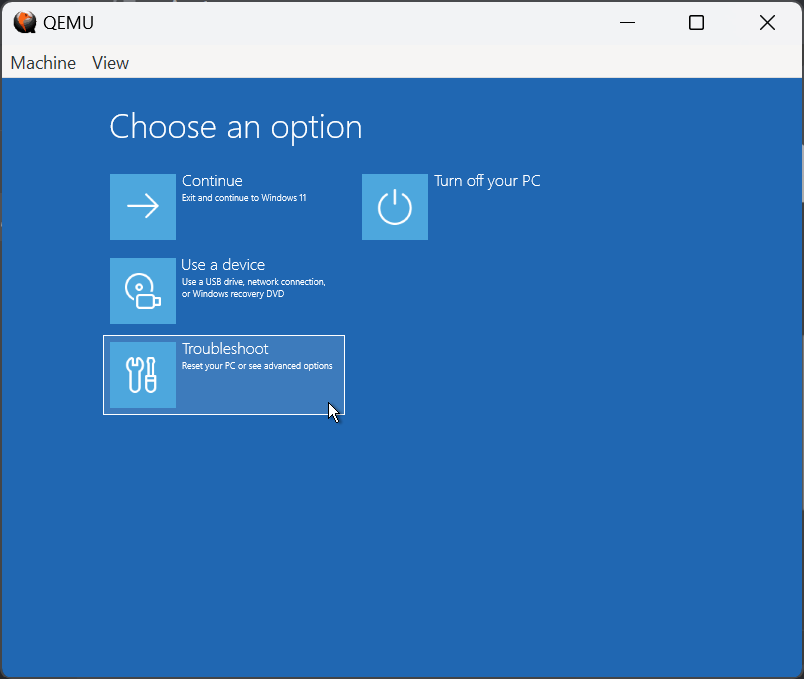 QEMU
Machine View
Choose an option
Continue
Exit and continue to Windows 11
Turn off your PC
Use a device
Use a USB drive, network connection,
or Windows recovery DVD
Troubleshoot
Reset your PC or see advanced options